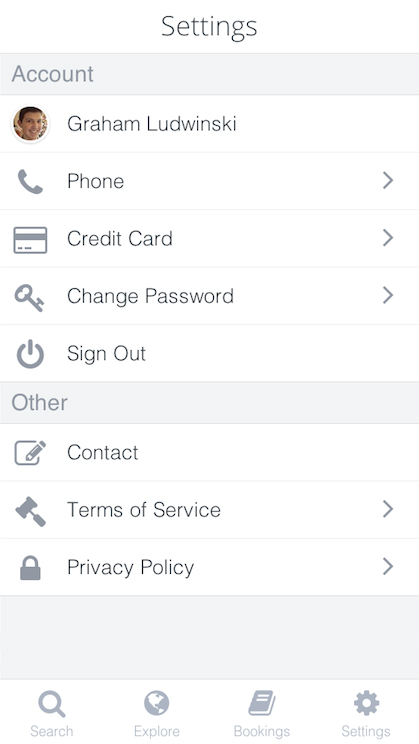 Settings
Account
Graham Ludwinski
Phone
Credit Card
Change Password
Sign Out
Other
Contact
Terms of Service
Privacy Policy
Search Explore Bookings Settings